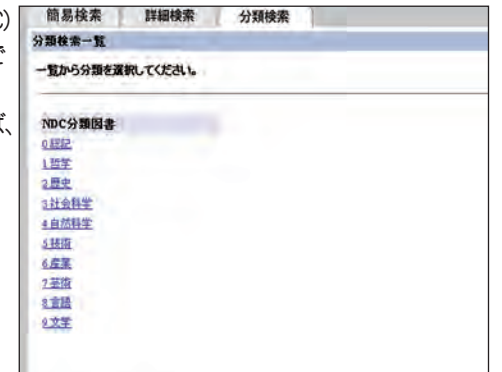 簡易検索 詳細検索 分類検索
分類検索一覧
一覧から分類を選択してください。
NDC分類図書
0 総記
1 哲学
2 歴史
3 社会科学
4 自然科学
5 技術
6 産業
7 芸術
8 言語
9 文学